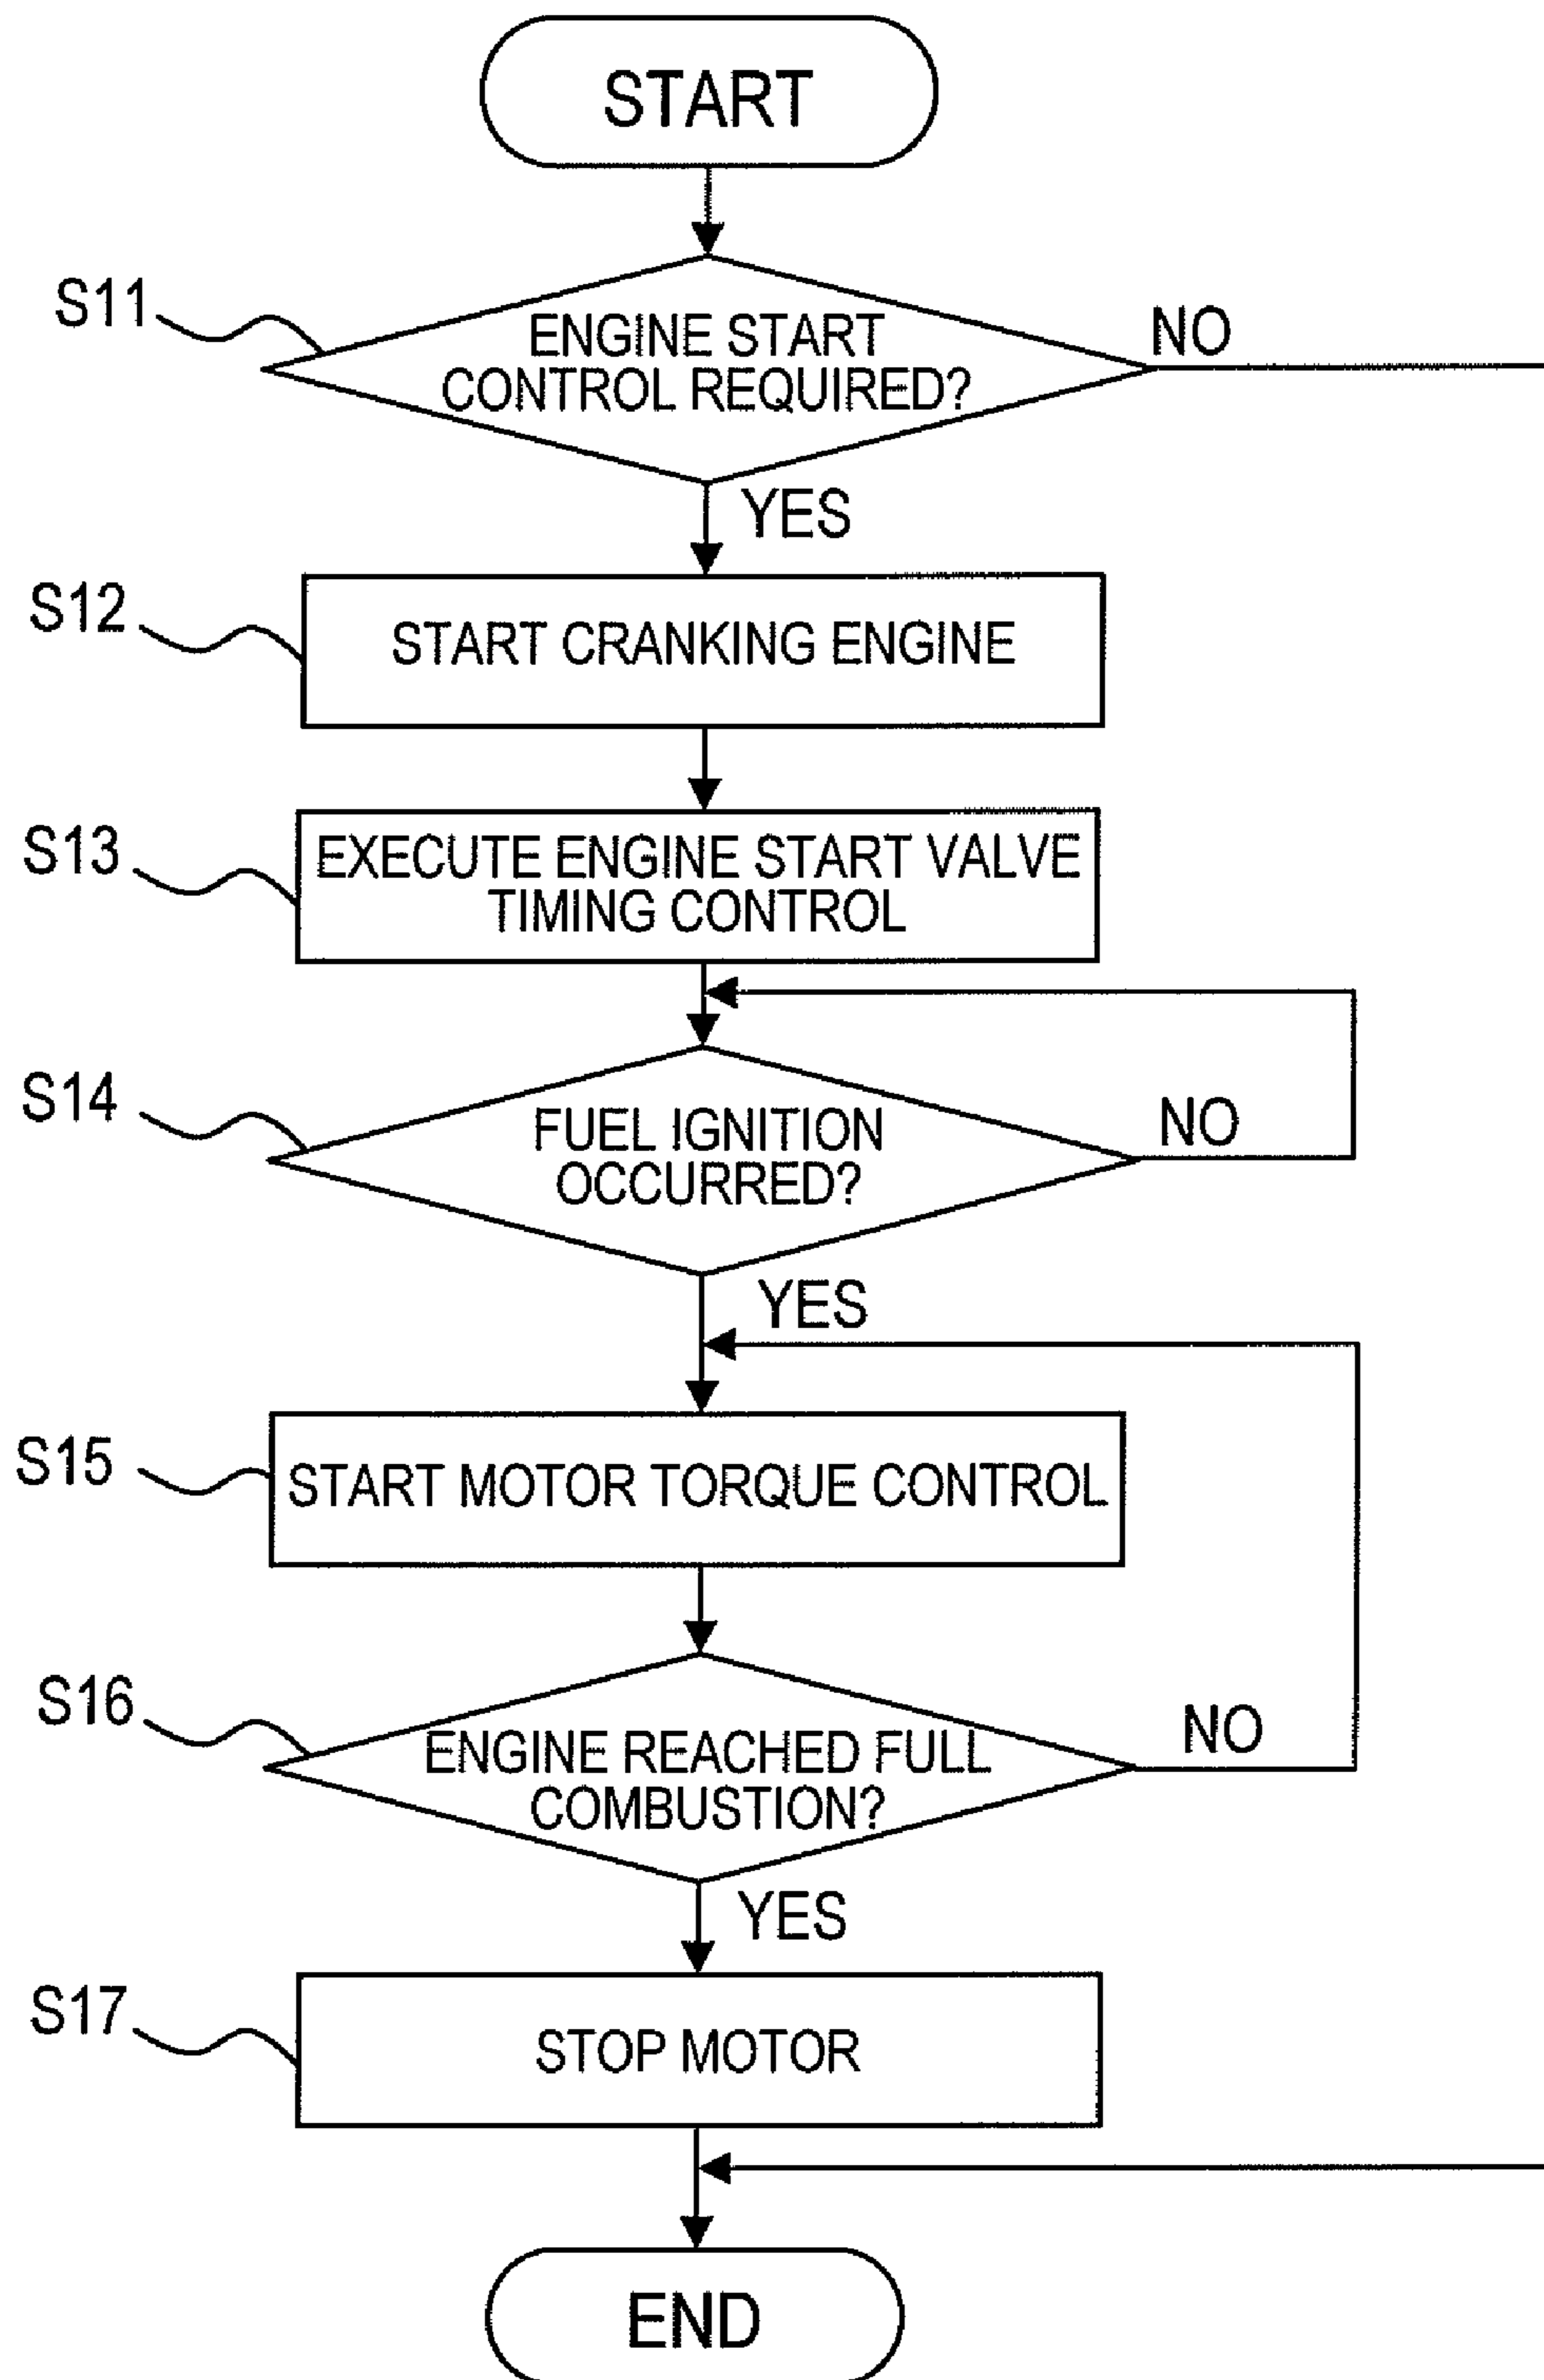 START
S11
ENGINE START
CONTROL REQUIRED?
NO
YES
S12
START CRANKING ENGINE
S13
EXECUTE ENGINE START VALVE
TIMING CONTROL
S14
FUEL IGNITION
OCCURRED?
NO
YES
S15
START MOTOR TORQUE CONTROL
S16
ENGINE REACHED FULL
COMBUSTION?
NO
YES
S17
STOP MOTOR
END